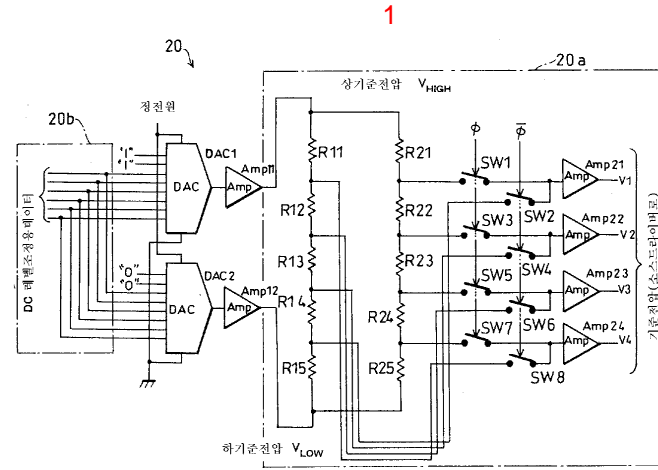 1
20
20a
20b
상기준전압 V HIGH
정전원
"1"
"1"
DAC1
DAC
Amp11
Amp
R11
R21
φ
φ̅
SW1
Amp21
Amp
V1
R12
R22
SW2
SW3
Amp22
Amp
V2
DC 레벨조정용데이터
R13
R23
SW4
SW5
Amp23
Amp
V3
"0"
"0"
DAC2
DAC
Amp12
Amp
R14
R24
SW6
SW7
Amp24
Amp
V4
R15
R25
SW8
기준전압(소스드라이버로)
하기준전압 V LOW